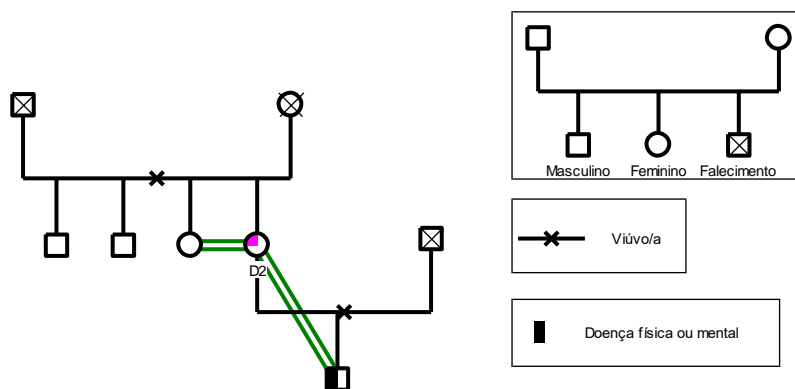 Masculino Feminino Falecimento
Viúvo/a
D2
Doença física ou mental